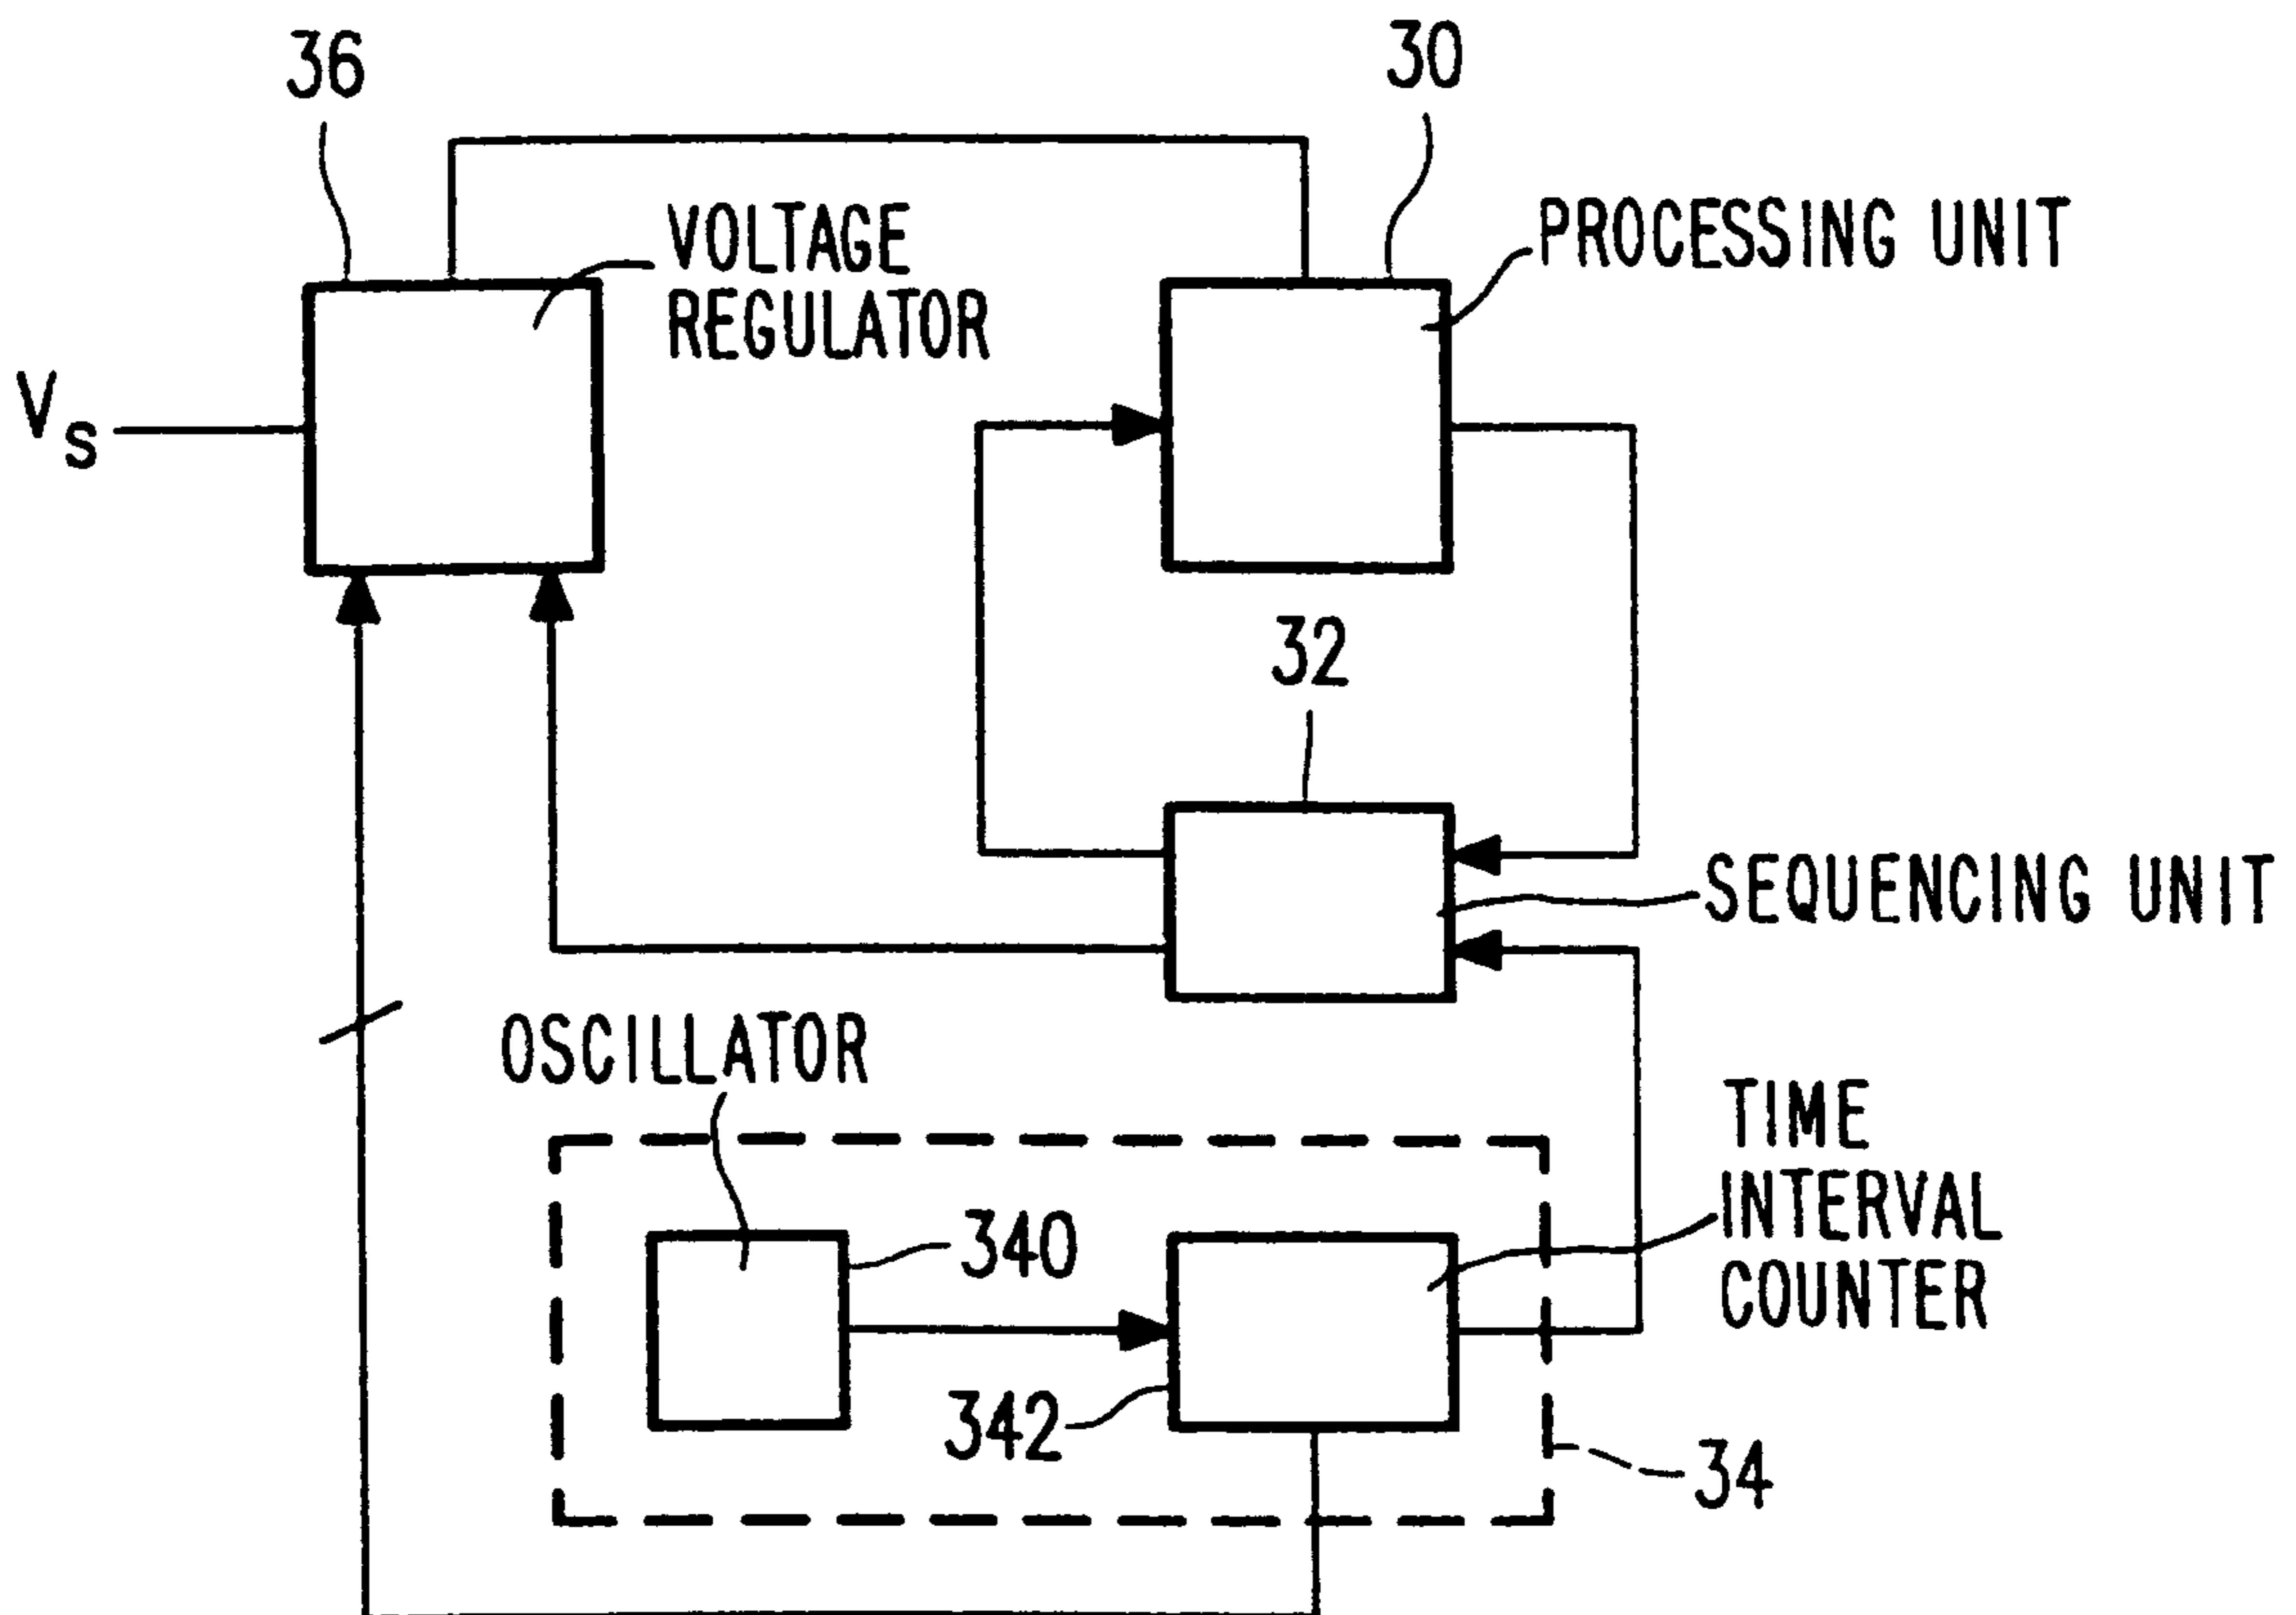 36
30
VOLTAGE
REGULATOR
PROCESSING UNIT
Vs
32
SEQUENCING UNIT
OSCILLATOR
TIME
INTERVAL
COUNTER
340
342
34